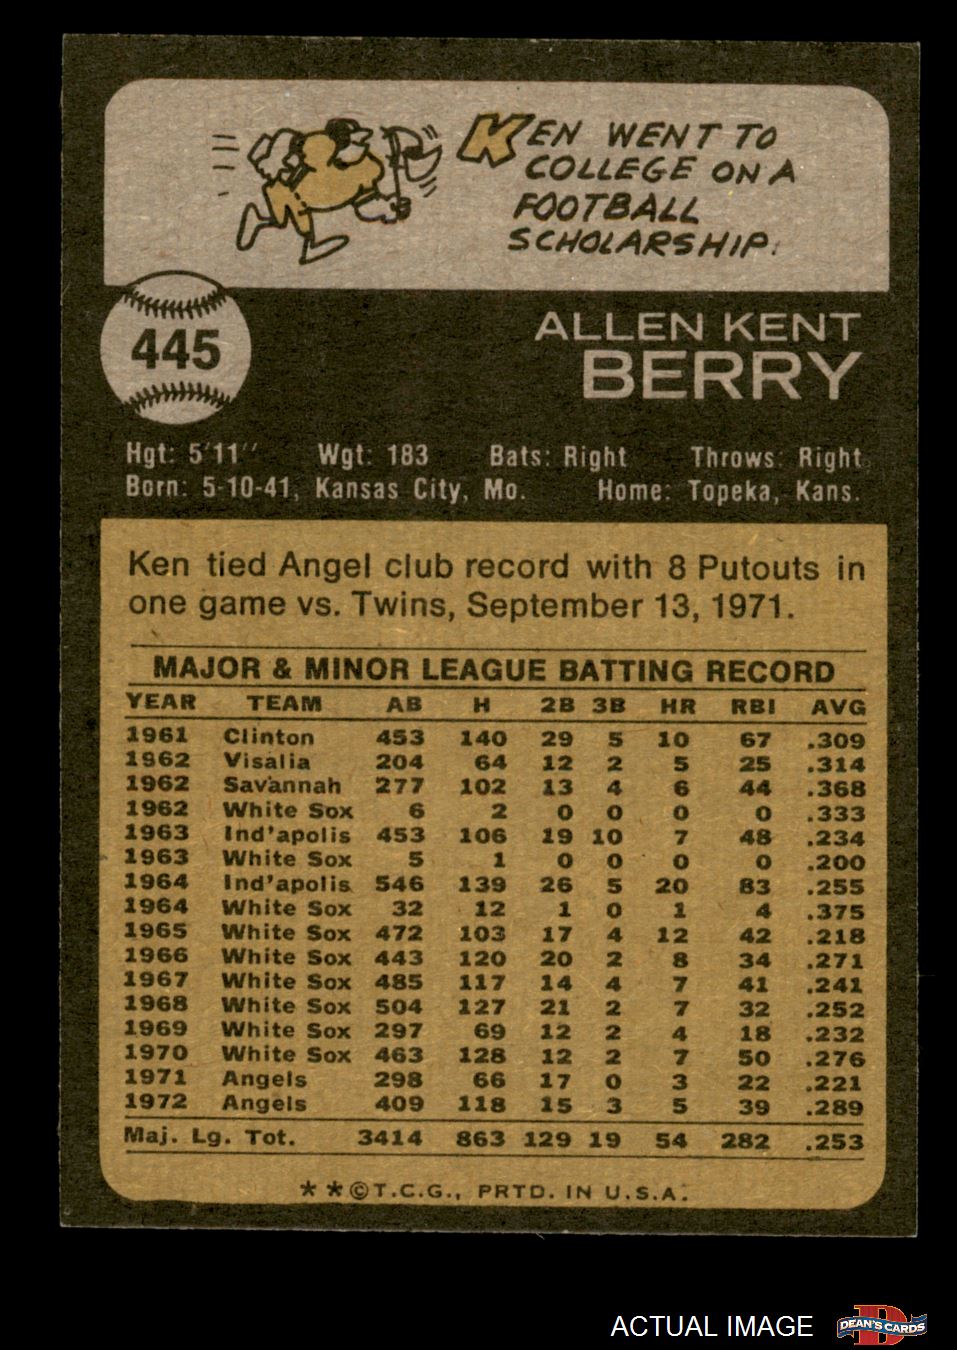 KEN WENT TO
COLLEGE ON A
FOOTBALL
SCHOLARSHIP.
445
ALLEN KENT
BERRY
Hgt: 5'11" Wgt: 183 Bats: Right Throws: Right
Born: 5-10-41, Kansas City, Mo. Home: Topeka, Kans.
Ken tied Angel club record with 8 Putouts in
one game vs. Twins, September 13, 1971.
MAJOR & MINOR LEAGUE BATTING RECORD
YEAR TEAM AB H 2B 3B HR RBI AVG
1961 Clinton 453 140 29 5 10 67 .309
1962 Visalia 204 64 12 2 5 25 .314
1962 Savannah 277 102 13 4 6 44 .368
1962 White Sox 6 2 0 0 0 0 .333
1963 Ind'apolis 453 106 19 10 7 48 .234
1963 White Sox 5 1 0 0 0 0 .200
1964 Ind'apolis 546 139 26 5 20 83 .255
1964 White Sox 32 12 1 0 1 4 .375
1965 White Sox 472 103 17 4 12 42 .218
1966 White Sox 443 120 20 2 8 34 .271
1967 White Sox 485 117 14 4 7 41 .241
1968 White Sox 504 127 21 2 7 32 .252
1969 White Sox 297 69 12 2 4 18 .232
1970 White Sox 463 128 12 2 7 50 .276
1971 Angels 298 66 17 0 3 22 .221
1972 Angels 409 118 15 3 5 39 .289
Maj. Lg. Tot. 3414 863 129 19 54 282 .253
* * © T.C.G., PRTD. IN U.S.A.
ACTUAL IMAGE
D
DEAN'S CARDS